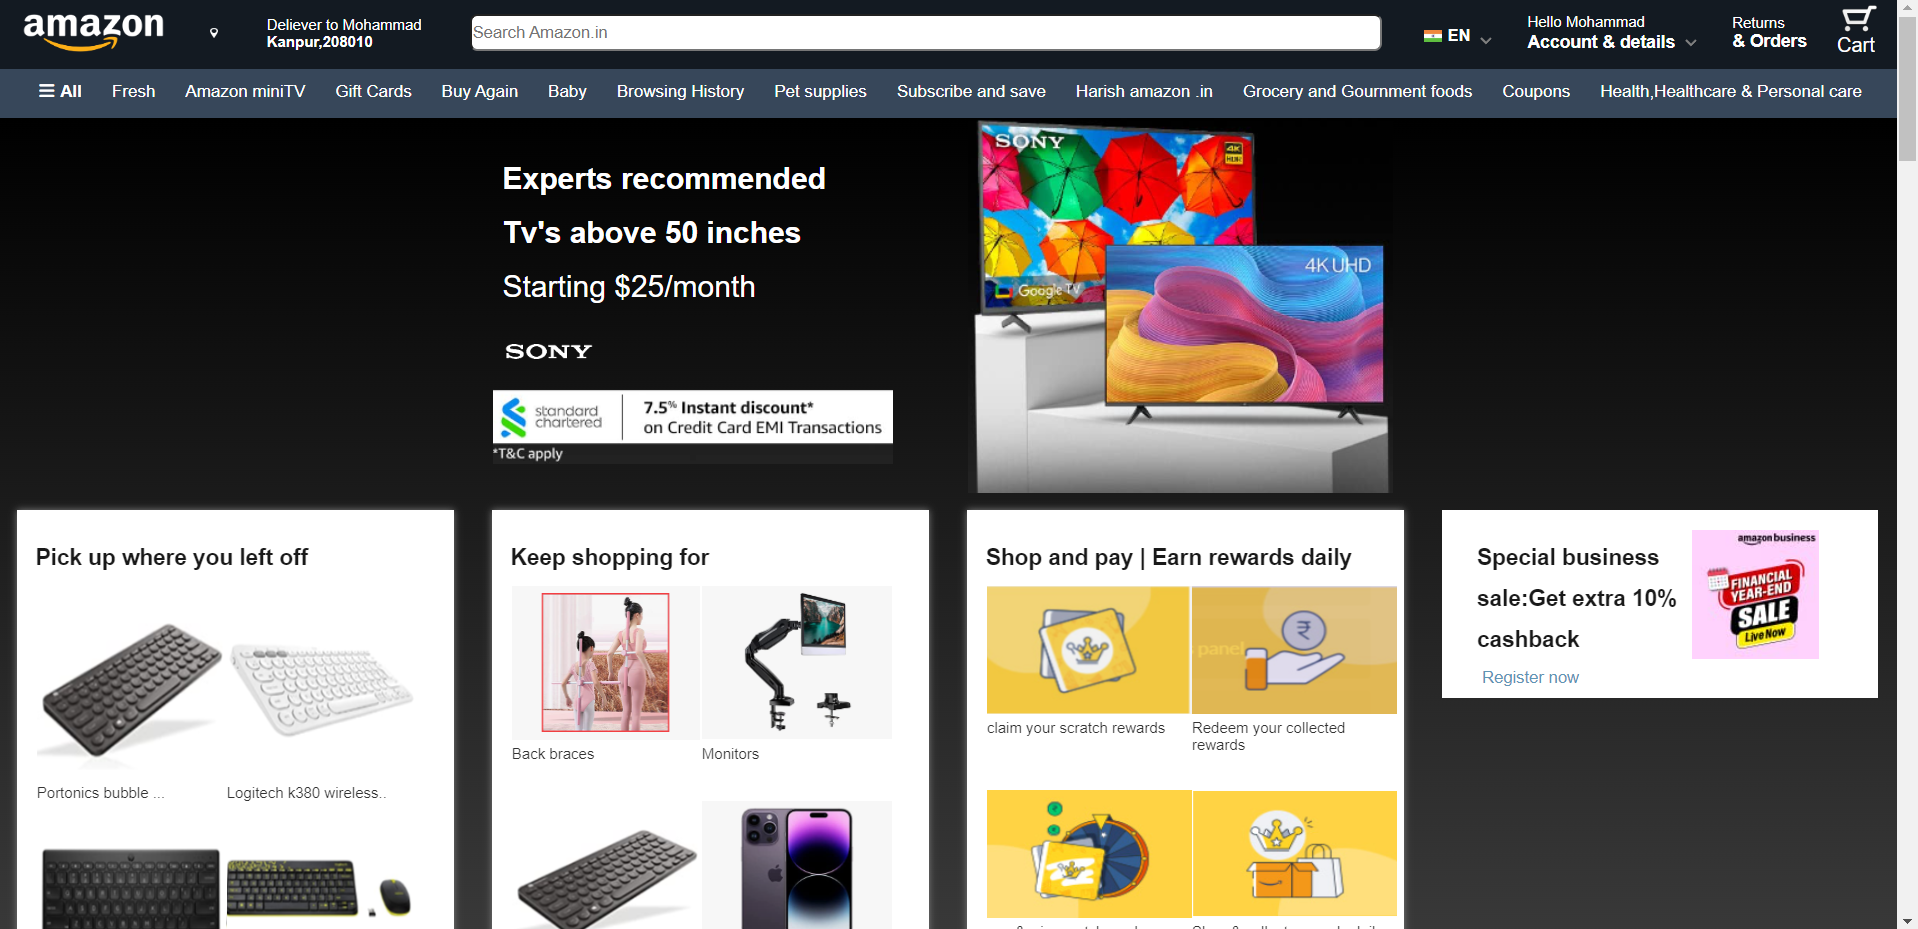 amazon
Deliever to Mohammad
Kanpur,208010
Search Amazon.in
EN
Hello Mohammad
Account & details
Returns
& Orders
Cart
All
Fresh
Amazon miniTV
Gift Cards
Buy Again
Baby
Browsing History
Pet supplies
Subscribe and save
Harish amazon .in
Grocery and Gournment foods
Coupons
Health,Healthcare & Personal care
Experts recommended
Tv's above 50 inches
Starting $25/month
SONY
standard
chartered
7.5% Instant discount*
on Credit Card EMI Transactions
*T&C apply
SONY
4K
HDR
Google TV
4K UHD
Pick up where you left off
Portonics bubble ...
Logitech k380 wireless..
Keep shopping for
Back braces
Monitors
Shop and pay | Earn rewards daily
panel
claim your scratch rewards
Redeem your collected
rewards
Special business
sale:Get extra 10%
cashback
Register now
amazon business
FINANCIAL
YEAR-END
SALE
Live Now